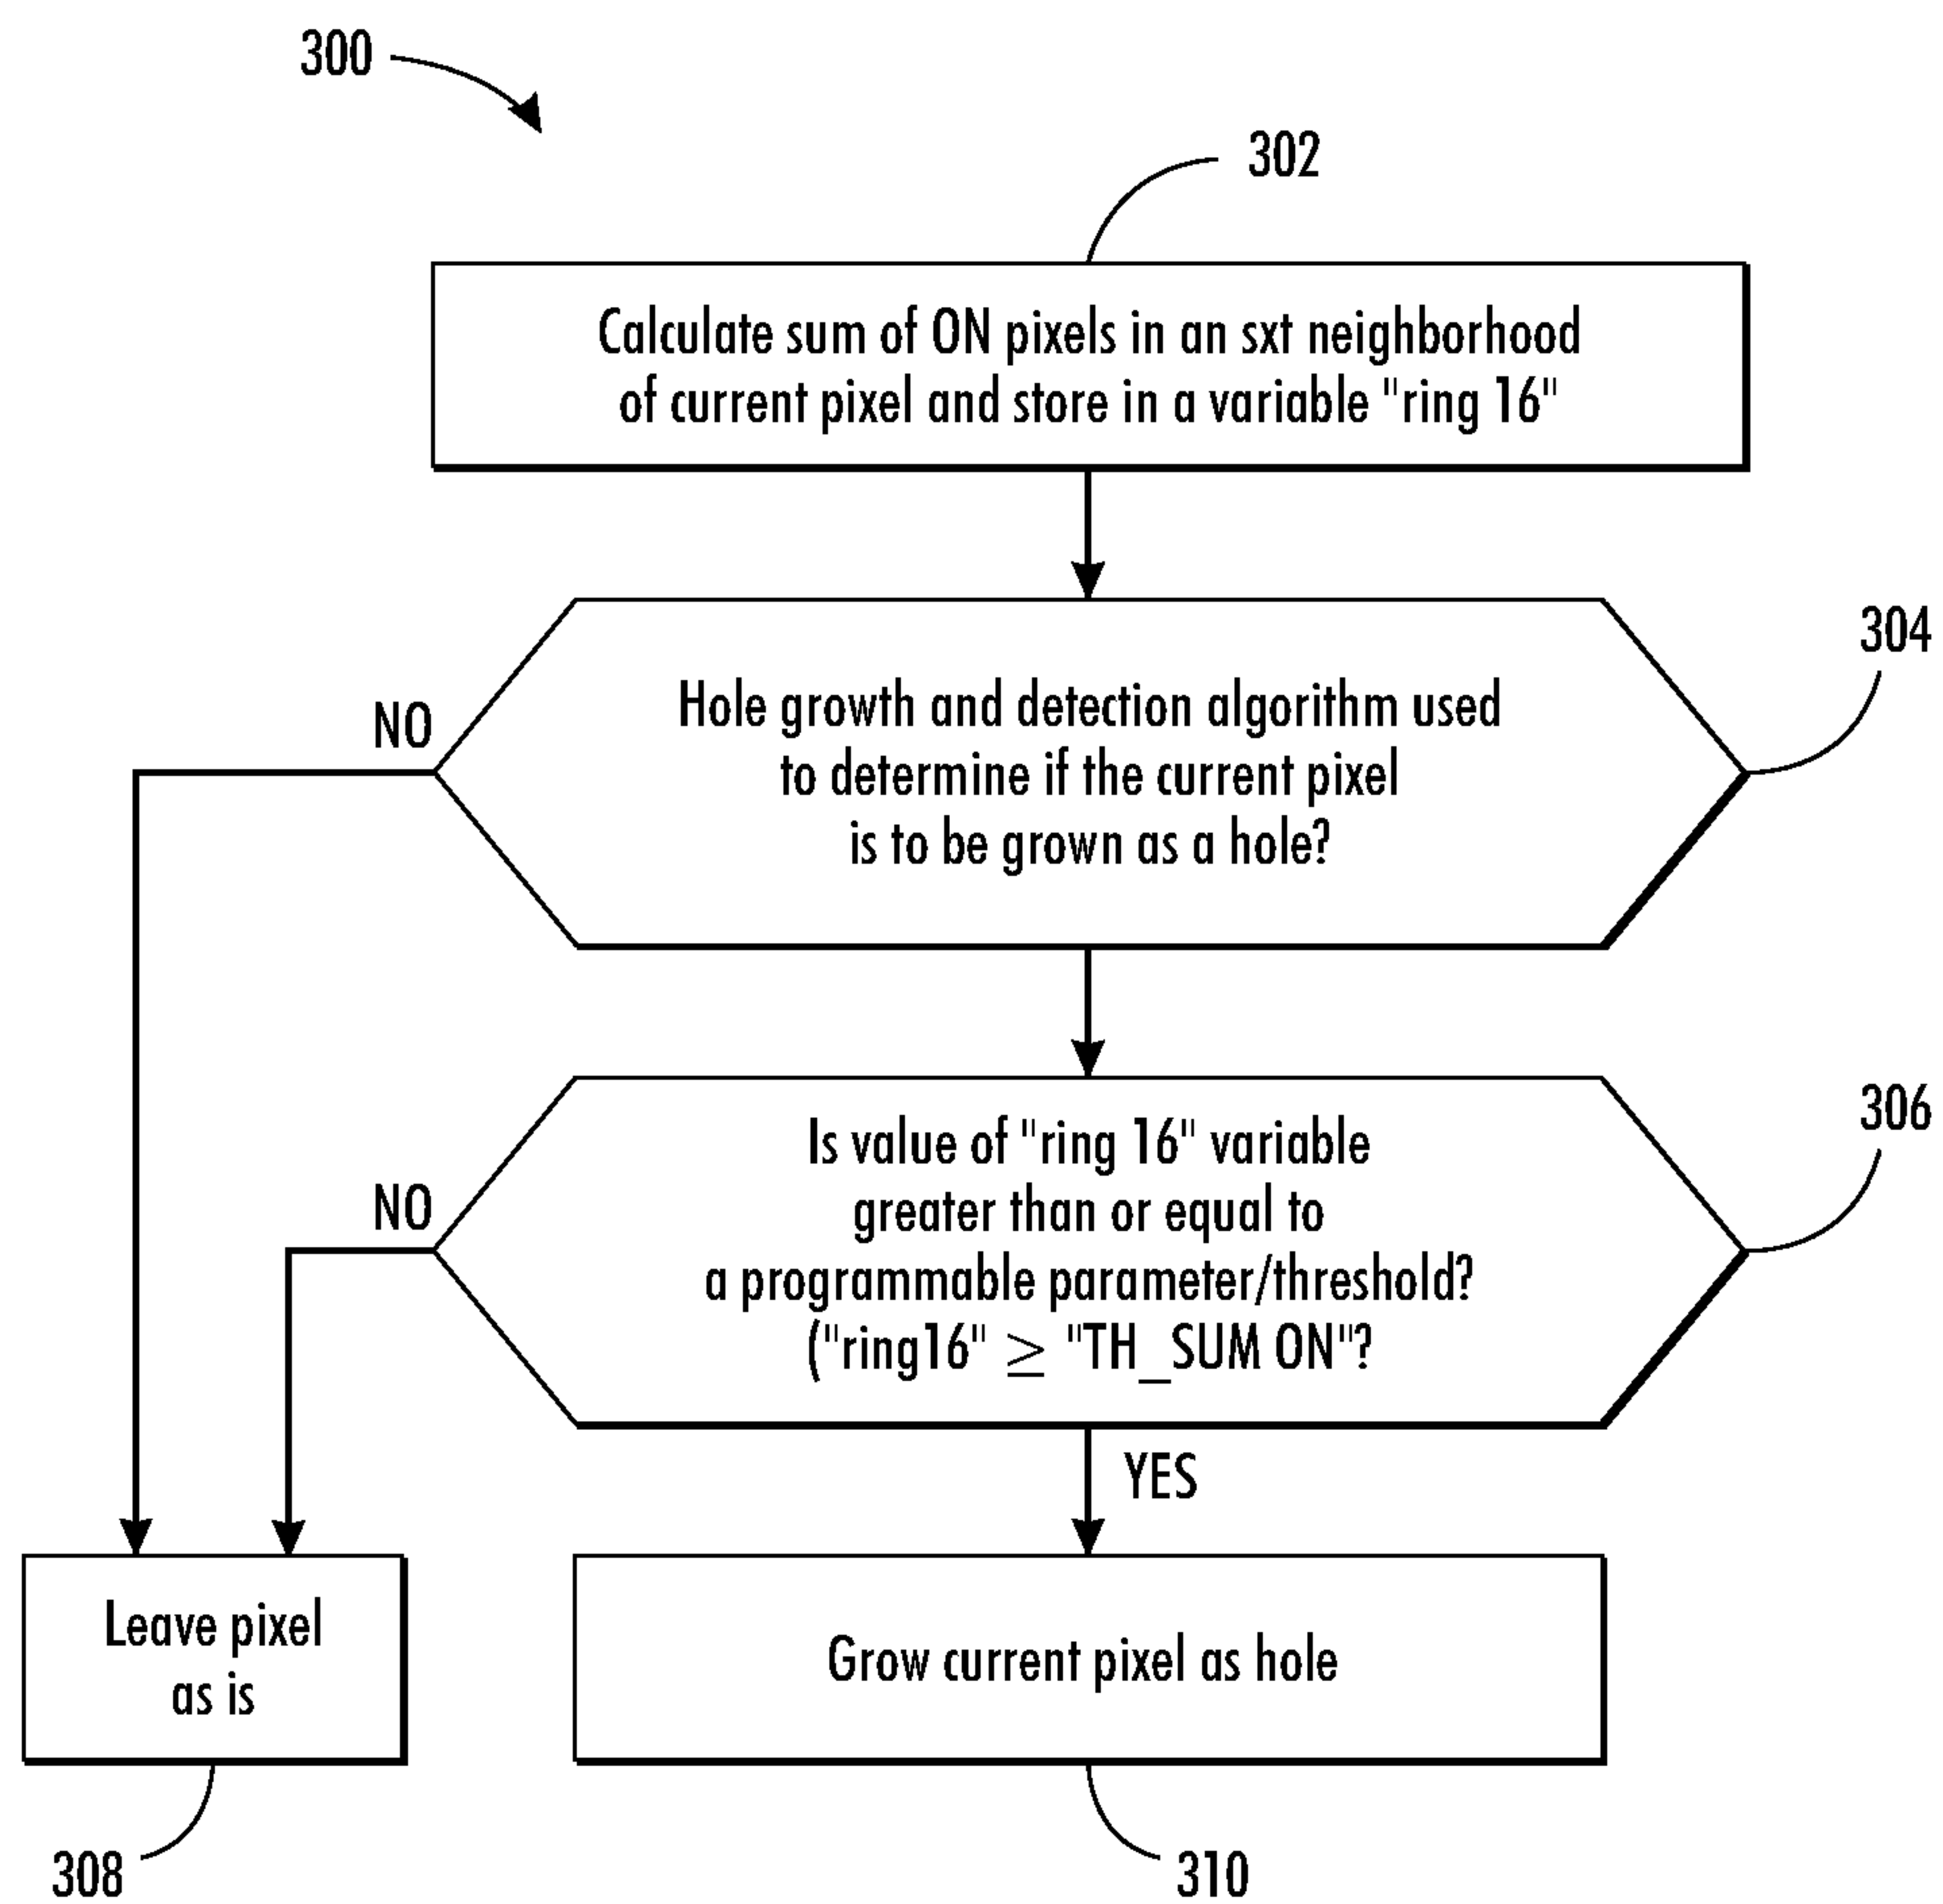 300
302
Calculate sum of ON pixels in an sxt neighborhood
of current pixel and store in a variable "ring 16"
304
NO
Hole growth and detection algorithm used
to determine if the current pixel
is to be grown as a hole?
306
NO
Is value of "ring 16" variable
greater than or equal to
a programmable parameter/threshold?
("ring16" ≥ "TH_SUM ON"?
YES
Leave pixel
as is
Grow current pixel as hole
308
310